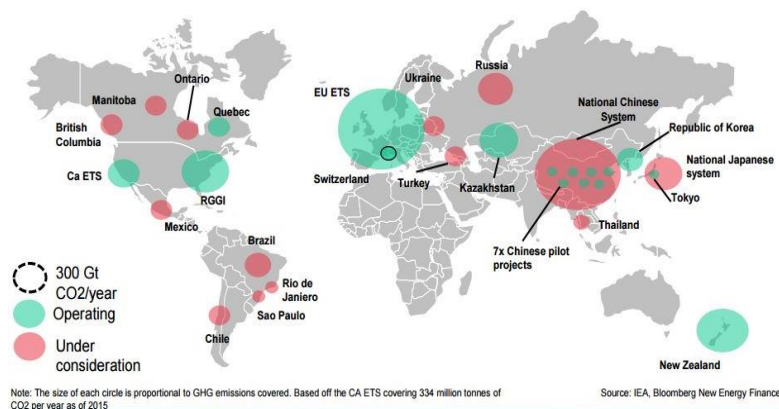 Ontario
Manitoba
Quebec
British
Columbia
Ca ETS
RGGI
Mexico
Brazil
Rio de
Janiero
Sao Paulo
Chile
EU ETS
Ukraine
Russia
Switzerland
Turkey
Kazakhstan
National Chinese
System
Republic of Korea
National Japanese
system
Tokyo
Thailand
7x Chinese pilot
projects
New Zealand
300 Gt
CO2/year
Operating
Under
consideration
Note: The size of each circle is proportional to GHG emissions covered. Based off the CA ETS covering 334 million tonnes of
CO2 per year as of 2015
Source: IEA, Bloomberg New Energy Finance